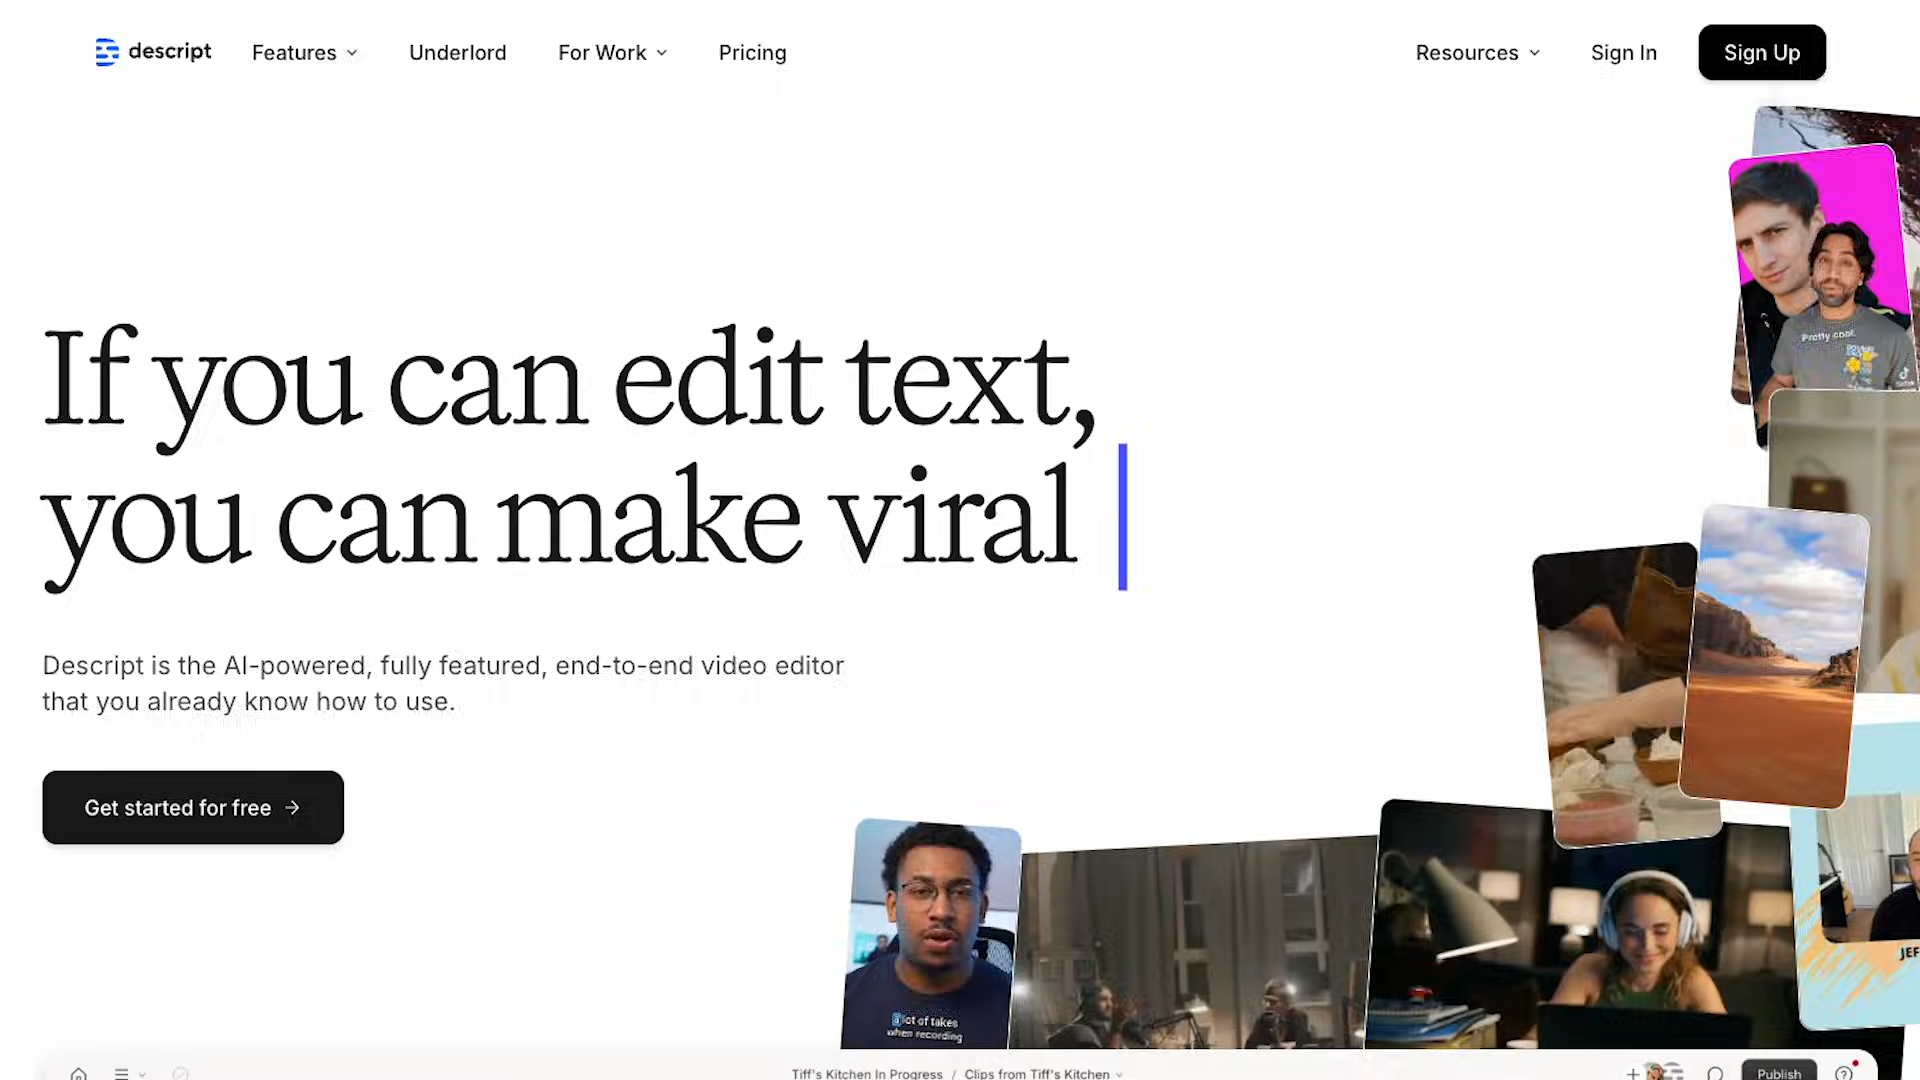 descript
Features
Underlord
For Work
Pricing
Resources
Sign In
Sign Up
If you can edit text,
you can make viral
Descript is the AI-powered, fully featured, end-to-end video editor
that you already know how to use.
Get started for free
Pretty cool.
TikTok
a lot of takes
when recording
JEF
Tiff's Kitchen In Progress / Clips from Tiff's Kitchen
Publish